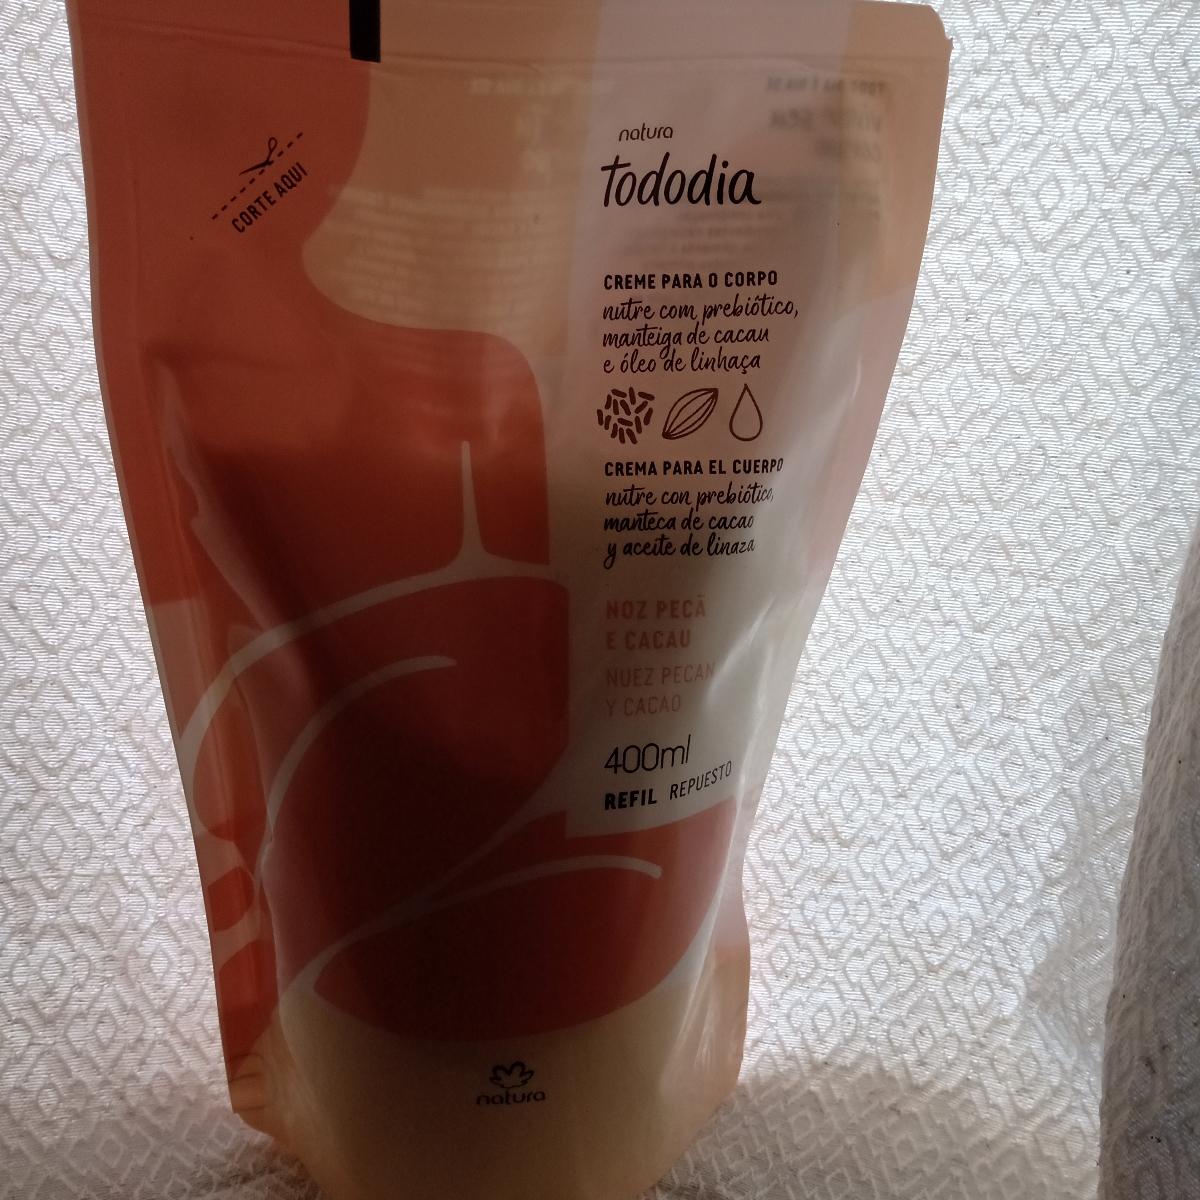 CORTE AQUI
natura
tododia
CREME PARA O CORPO
nutre com prebiótico,
manteiga de cacau
e óleo de linhaça
CREMA PARA EL CUERPO
nutre con prebiótico,
manteca de cacao
y aceite de linaza
NOZ PECÃ
E CACAU
NUEZ PECAN
Y CACAO
400ml
REFIL REPUESTO
natura